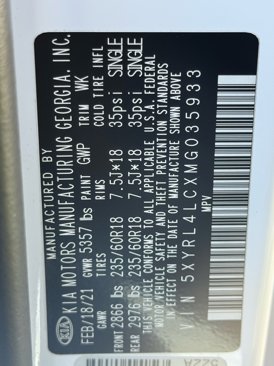 MANUFACTURED BY
KIA KIA MOTORS MANUFACTURING GEORGIA. INC.
FEB/18/21 GVWR 5357 lbs PAINT GWP TRIM WK
TIRES RIMS COLD TIRE INFL
FRONT 2866 lbs 235/60R18 7.5J*18 35psi SINGLE
REAR 2976 lbs 235/60R18 7.5J*18 35psi SINGLE
THIS VEHICLE CONFORMS TO ALL APPLICABLE U.S.A. FEDERAL
MOTOR VEHICLE SAFETY AND THEFT PREVENTION STANDARDS
IN EFFECT ON THE DATE OF MANUFACTURE SHOWN ABOVE
VIN 5XYRL4LCXMG035933
MPV
522A